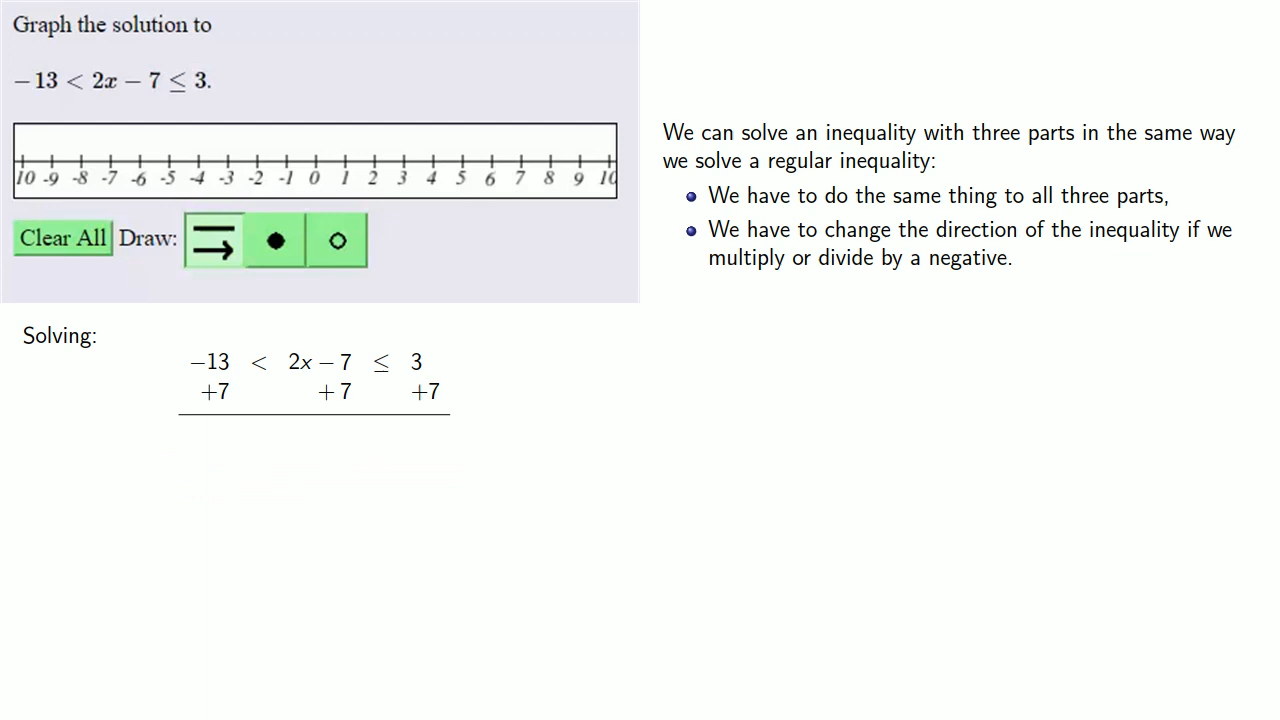 Graph the solution to
−13 < 2x − 7 ≤ 3.
10 -9 -8 -7 -6 -5 -4 -3 -2 -1 0 1 2 3 4 5 6 7 8 9 10
Clear All Draw:
We can solve an inequality with three parts in the same way
we solve a regular inequality:
We have to do the same thing to all three parts,
We have to change the direction of the inequality if we
multiply or divide by a negative.
Solving:
−13 < 2x − 7 ≤ 3
+7 + 7 +7